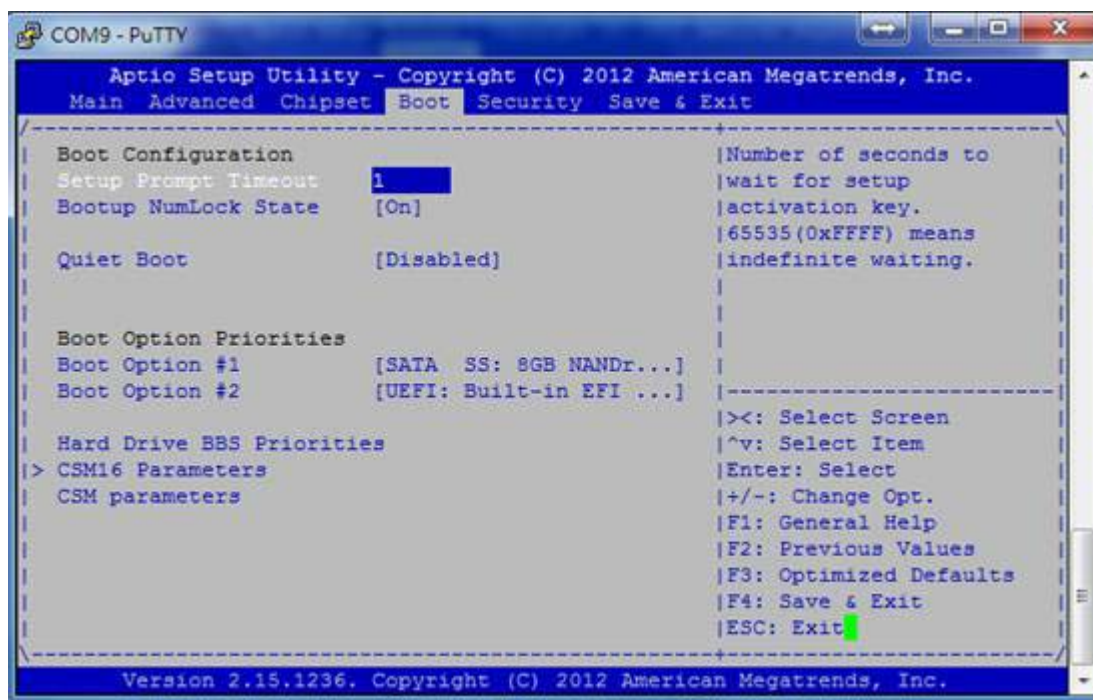 COM9 - PuTTY
Aptio Setup Utility - Copyright (C) 2012 American Megatrends, Inc.
Main Advanced Chipset Boot Security Save & Exit
Boot Configuration
Setup Prompt Timeout 1
Bootup NumLock State [On]
Quiet Boot [Disabled]
Boot Option Priorities
Boot Option #1 [SATA SS: 8GB NANDr...]
Boot Option #2 [UEFI: Built-in EFI ...]
Hard Drive BBS Priorities
> CSM16 Parameters
CSM parameters
Number of seconds to
wait for setup
activation key.
65535(0xFFFF) means
indefinite waiting.
><: Select Screen
^v: Select Item
Enter: Select
+/-: Change Opt.
F1: General Help
F2: Previous Values
F3: Optimized Defaults
F4: Save & Exit
ESC: Exit
Version 2.15.1236. Copyright (C) 2012 American Megatrends, Inc.